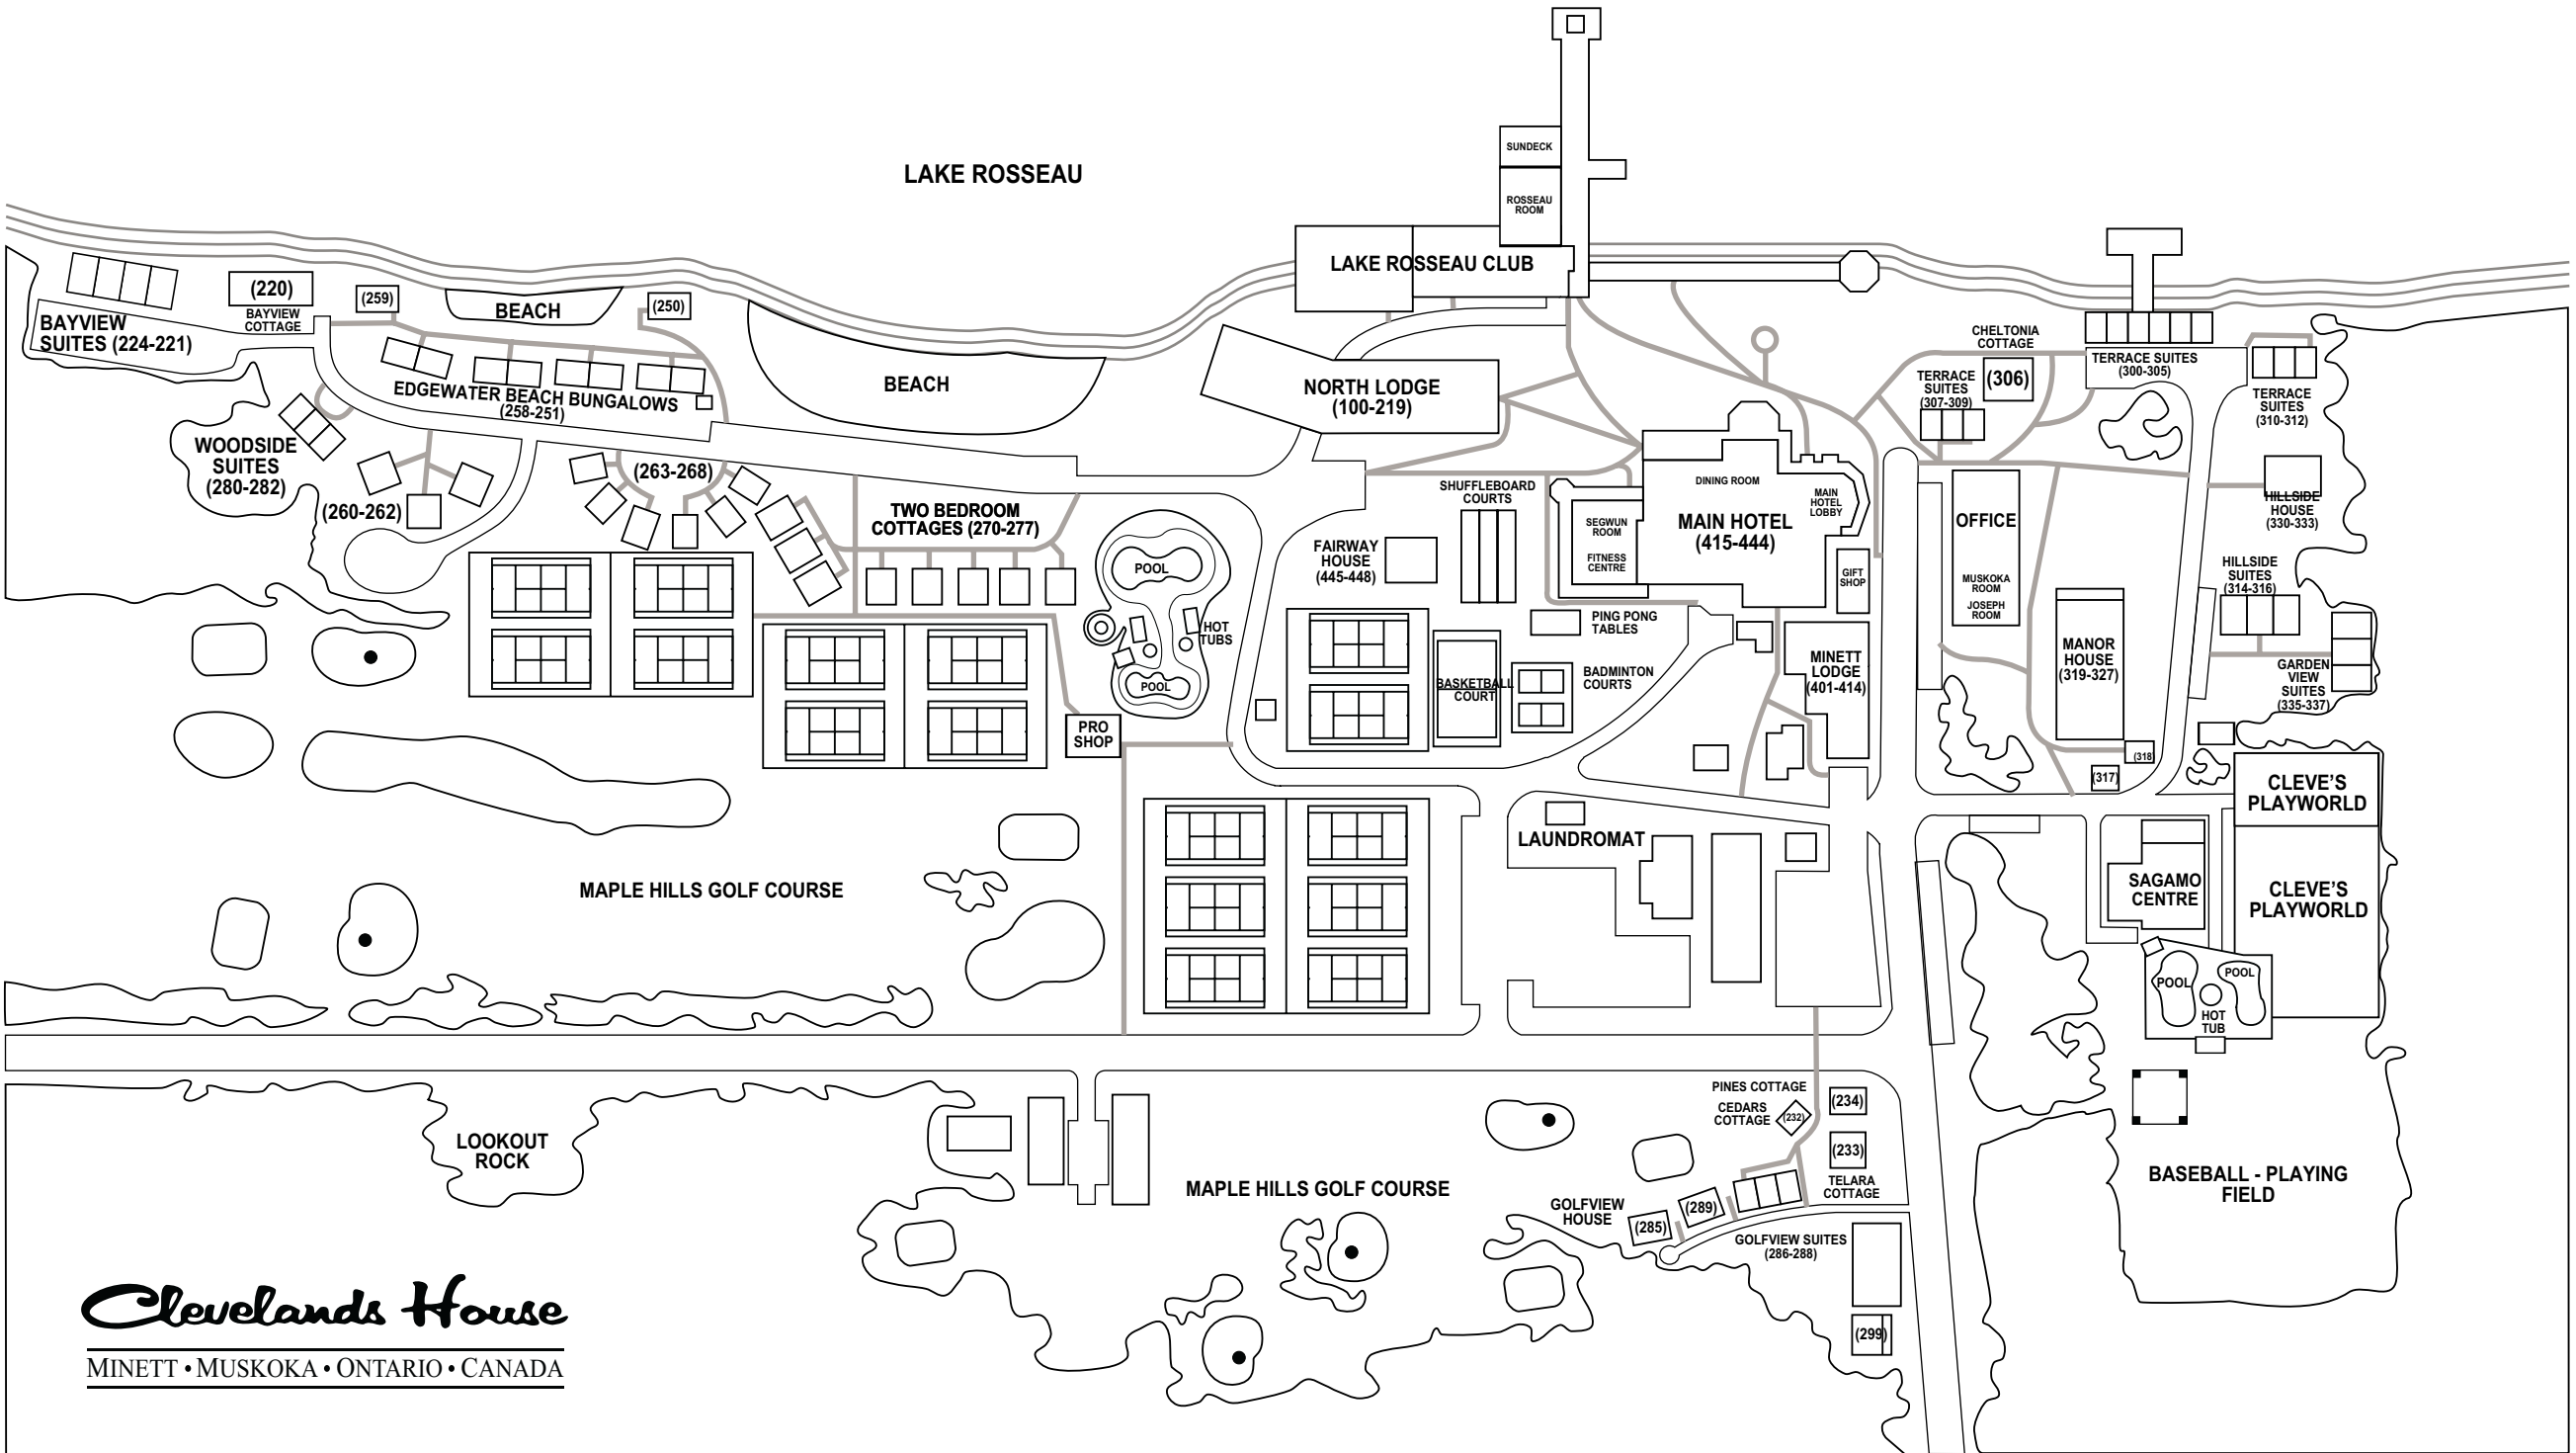 LAKE ROSSEAU
SUNDECK
ROSSEAU
ROOM
LAKE ROSSEAU CLUB
(220)
BAYVIEW
COTTAGE
(259)
BEACH
(250)
BAYVIEW
SUITES (224-221)
EDGEWATER BEACH BUNGALOWS
(258-251)
BEACH
NORTH LODGE
(100-219)
CHELTONIA
COTTAGE
(306)
TERRACE
SUITES
(307-309)
TERRACE SUITES
(300-305)
TERRACE
SUITES
(310-312)
WOODSIDE
SUITES
(280-282)
(260-262)
(263-268)
TWO BEDROOM
COTTAGES (270-277)
POOL
HOT
TUBS
POOL
PRO
SHOP
SHUFFLEBOARD
COURTS
FAIRWAY
HOUSE
(445-448)
DINING ROOM
MAIN
HOTEL
LOBBY
SEGWUN
ROOM
FITNESS
CENTRE
MAIN HOTEL
(415-444)
GIFT
SHOP
PING PONG
TABLES
BASKETBALL
COURT
BADMINTON
COURTS
MINETT
LODGE
(401-414)
OFFICE
MUSKOKA
ROOM
JOSEPH
ROOM
HILLSIDE
HOUSE
(330-333)
HILLSIDE
SUITES
(314-316)
MANOR
HOUSE
(319-327)
GARDEN
VIEW
SUITES
(335-337)
(318)
(317)
CLEVE'S
PLAYWORLD
LAUNDROMAT
SAGAMO
CENTRE
CLEVE'S
PLAYWORLD
MAPLE HILLS GOLF COURSE
POOL
POOL
HOT
TUB
LOOKOUT
ROCK
PINES COTTAGE
(234)
CEDARS
COTTAGE
(232)
(233)
TELARA
COTTAGE
MAPLE HILLS GOLF COURSE
GOLFVIEW
HOUSE
(285)
(289)
GOLFVIEW SUITES
(286-288)
(299)
BASEBALL - PLAYING
FIELD
Clevelands House
MINETT • MUSKOKA • ONTARIO • CANADA